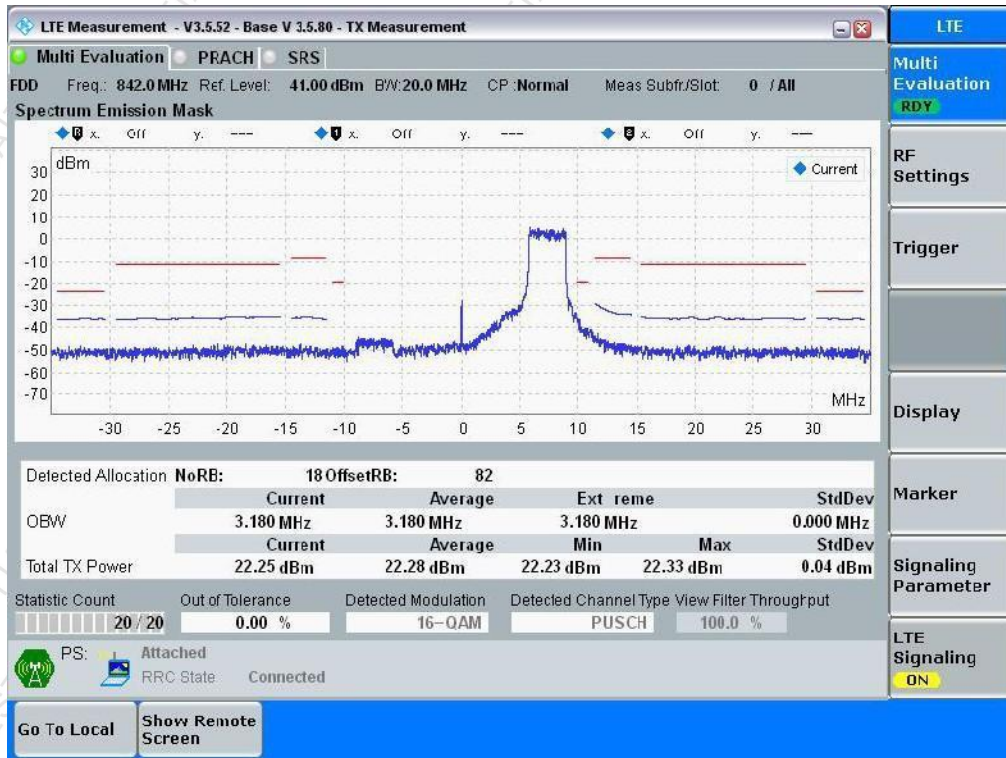 LTE Measurement - V3.5.52 - Base V 3.5.80 - TX Measurement
Multi Evaluation PRACH SRS
FDD Freq.: 842.0 MHz Ref. Level: 41.00 dBm BW: 20.0 MHz CP :Normal Meas Subfr./Slot: 0 / All
Spectrum Emission Mask
x. Off y. --- x. Off y. --- x. Off y. ---
dBm
Current
30
20
10
0
-10
-20
-30
-40
-50
-60
-70
MHz
-30 -25 -20 -15 -10 -5 0 5 10 15 20 25 30
Detected Allocation NoRB: 18 OffsetRB: 82
Current Average Ext reme StdDev
OBW 3.180 MHz 3.180 MHz 3.180 MHz 0.000 MHz
Current Average Min Max StdDev
Total TX Power 22.25 dBm 22.28 dBm 22.23 dBm 22.33 dBm 0.04 dBm
Statistic Count Out of Tolerance Detected Modulation Detected Channel Type View Filter Throughput
20 / 20 0.00 % 16-QAM PUSCH 100.0 %
PS: Attached
RRC State Connected
Go To Local
Show Remote
Screen
LTE
Multi
Evaluation
RDY
RF
Settings
Trigger
Display
Marker
Signaling
Parameter
LTE
Signaling
ON